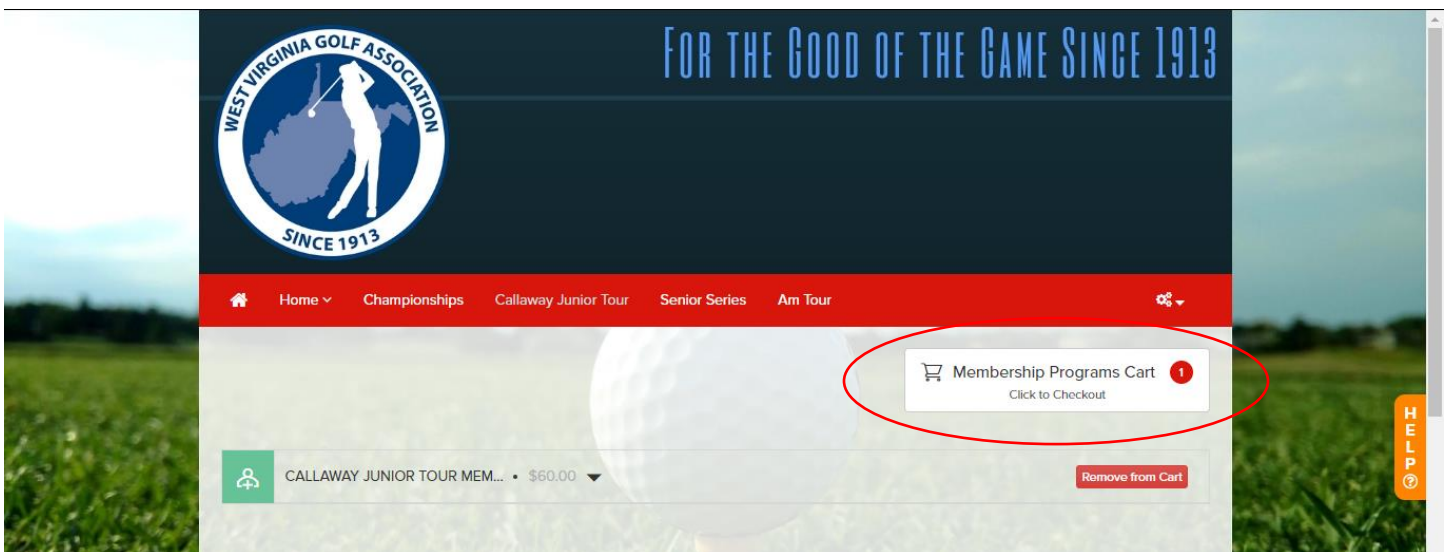 WEST VIRGINIA GOLF ASSOCIATION
SINCE 1913
FOR THE GOOD OF THE GAME SINCE 1913
Home
Championships
Callaway Junior Tour
Senior Series
Am Tour
Membership Programs Cart 1
Click to Checkout
CALLAWAY JUNIOR TOUR MEM... • $60.00
Remove from Cart
HELP?